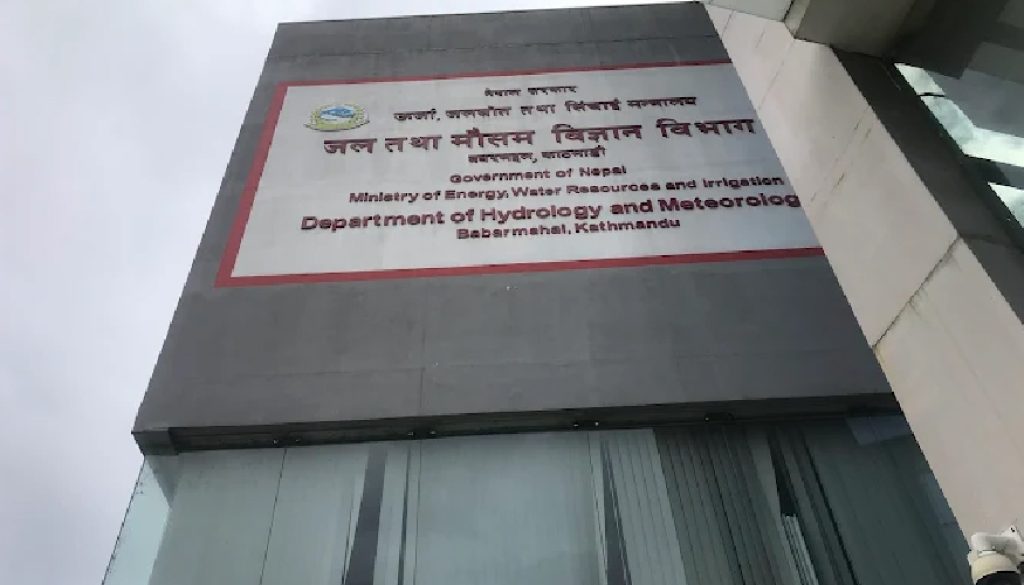 नेपाल सरकार
ऊर्जा, जलस्रोत तथा सिंचाई मन्त्रालय
जल तथा मौसम विज्ञान विभाग
बबरमहल, काठमाडौं
Government of Nepal
Ministry of Energy, Water Resources and Irrigation
Department of Hydrology and Meteorolog
Babarmahal, Kathmandu